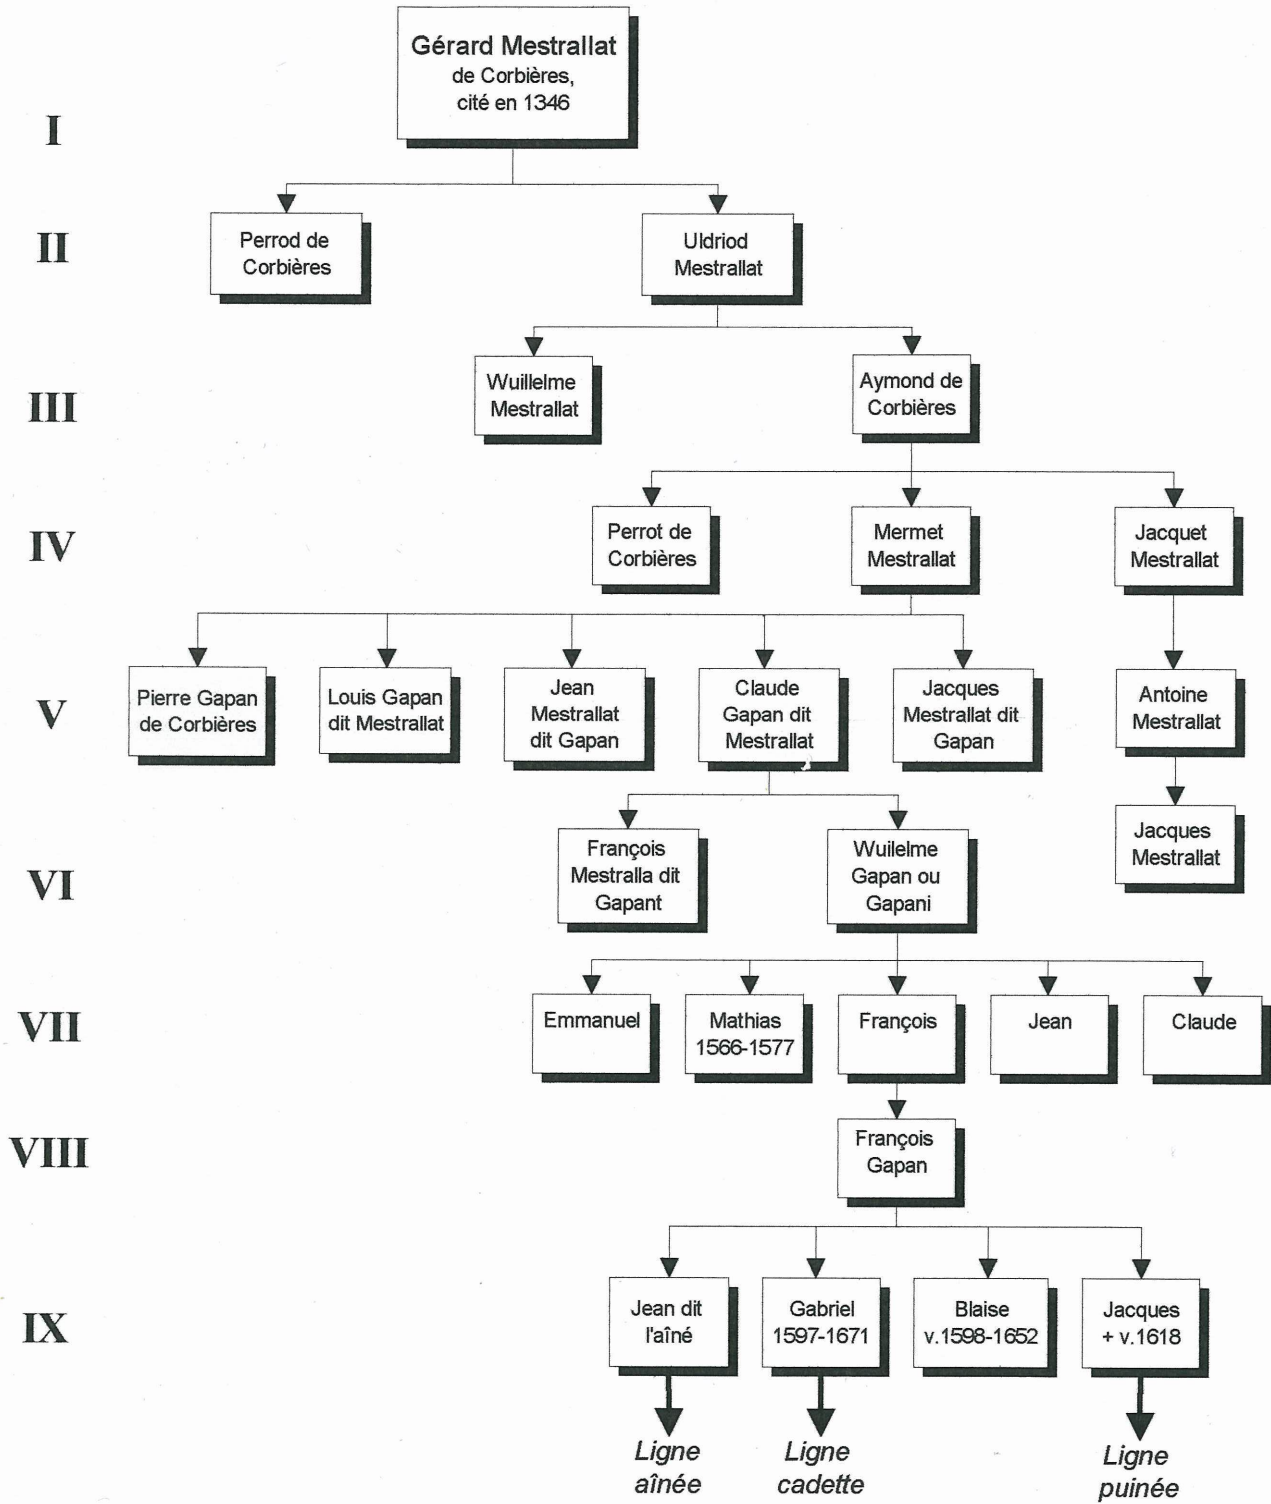 Gérard Mestrallat
de Corbières,
cité en 1346
I
II
Perrod de
Corbières
Uldriod
Mestrallat
III
Wuillelme
Mestrallat
Aymond de
Corbières
IV
Perrot de
Corbières
Mermet
Mestrallat
Jacquet
Mestrallat
V
Pierre Gapan
de Corbières
Louis Gapan
dit Mestrallat
Jean
Mestrallat
dit Gapan
Claude
Gapan dit
Mestrallat
Jacques
Mestrallat dit
Gapan
Antoine
Mestrallat
VI
François
Mestralla dit
Gapant
Wuilelme
Gapan ou
Gapani
Jacques
Mestrallat
VII
Emmanuel
Mathias
1566-1577
François
Jean
Claude
VIII
François
Gapan
IX
Jean dit
l'aîné
Gabriel
1597-1671
Blaise
v.1598-1652
Jacques
+ v.1618
Ligne
aînée
Ligne
cadette
Ligne
puinée